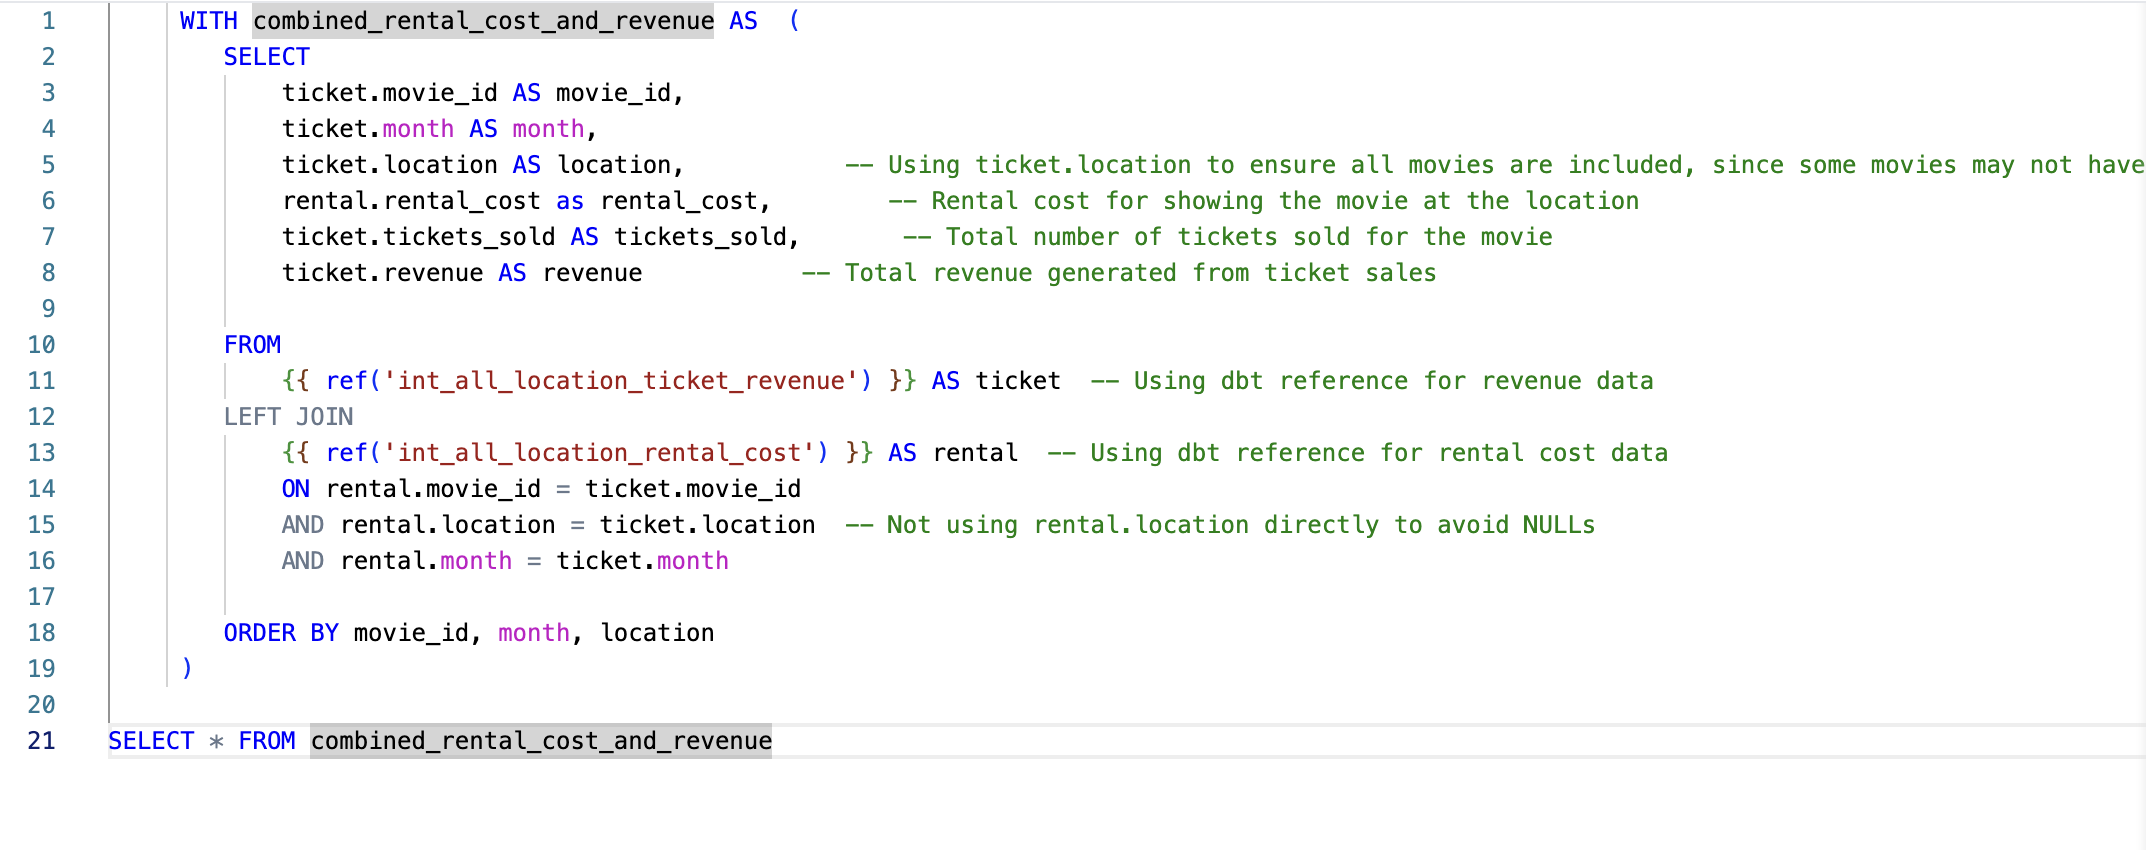 1 WITH combined_rental_cost_and_revenue AS (
2 SELECT
3 ticket.movie_id AS movie_id,
4 ticket.month AS month,
5 ticket.location AS location, -- Using ticket.location to ensure all movies are included, since some movies may not have
6 rental.rental_cost as rental_cost, -- Rental cost for showing the movie at the location
7 ticket.tickets_sold AS tickets_sold, -- Total number of tickets sold for the movie
8 ticket.revenue AS revenue -- Total revenue generated from ticket sales
9
10 FROM
11 {{ ref('int_all_location_ticket_revenue') }} AS ticket -- Using dbt reference for revenue data
12 LEFT JOIN
13 {{ ref('int_all_location_rental_cost') }} AS rental -- Using dbt reference for rental cost data
14 ON rental.movie_id = ticket.movie_id
15 AND rental.location = ticket.location -- Not using rental.location directly to avoid NULLs
16 AND rental.month = ticket.month
17
18 ORDER BY movie_id, month, location
19 )
20
21 SELECT * FROM combined_rental_cost_and_revenue